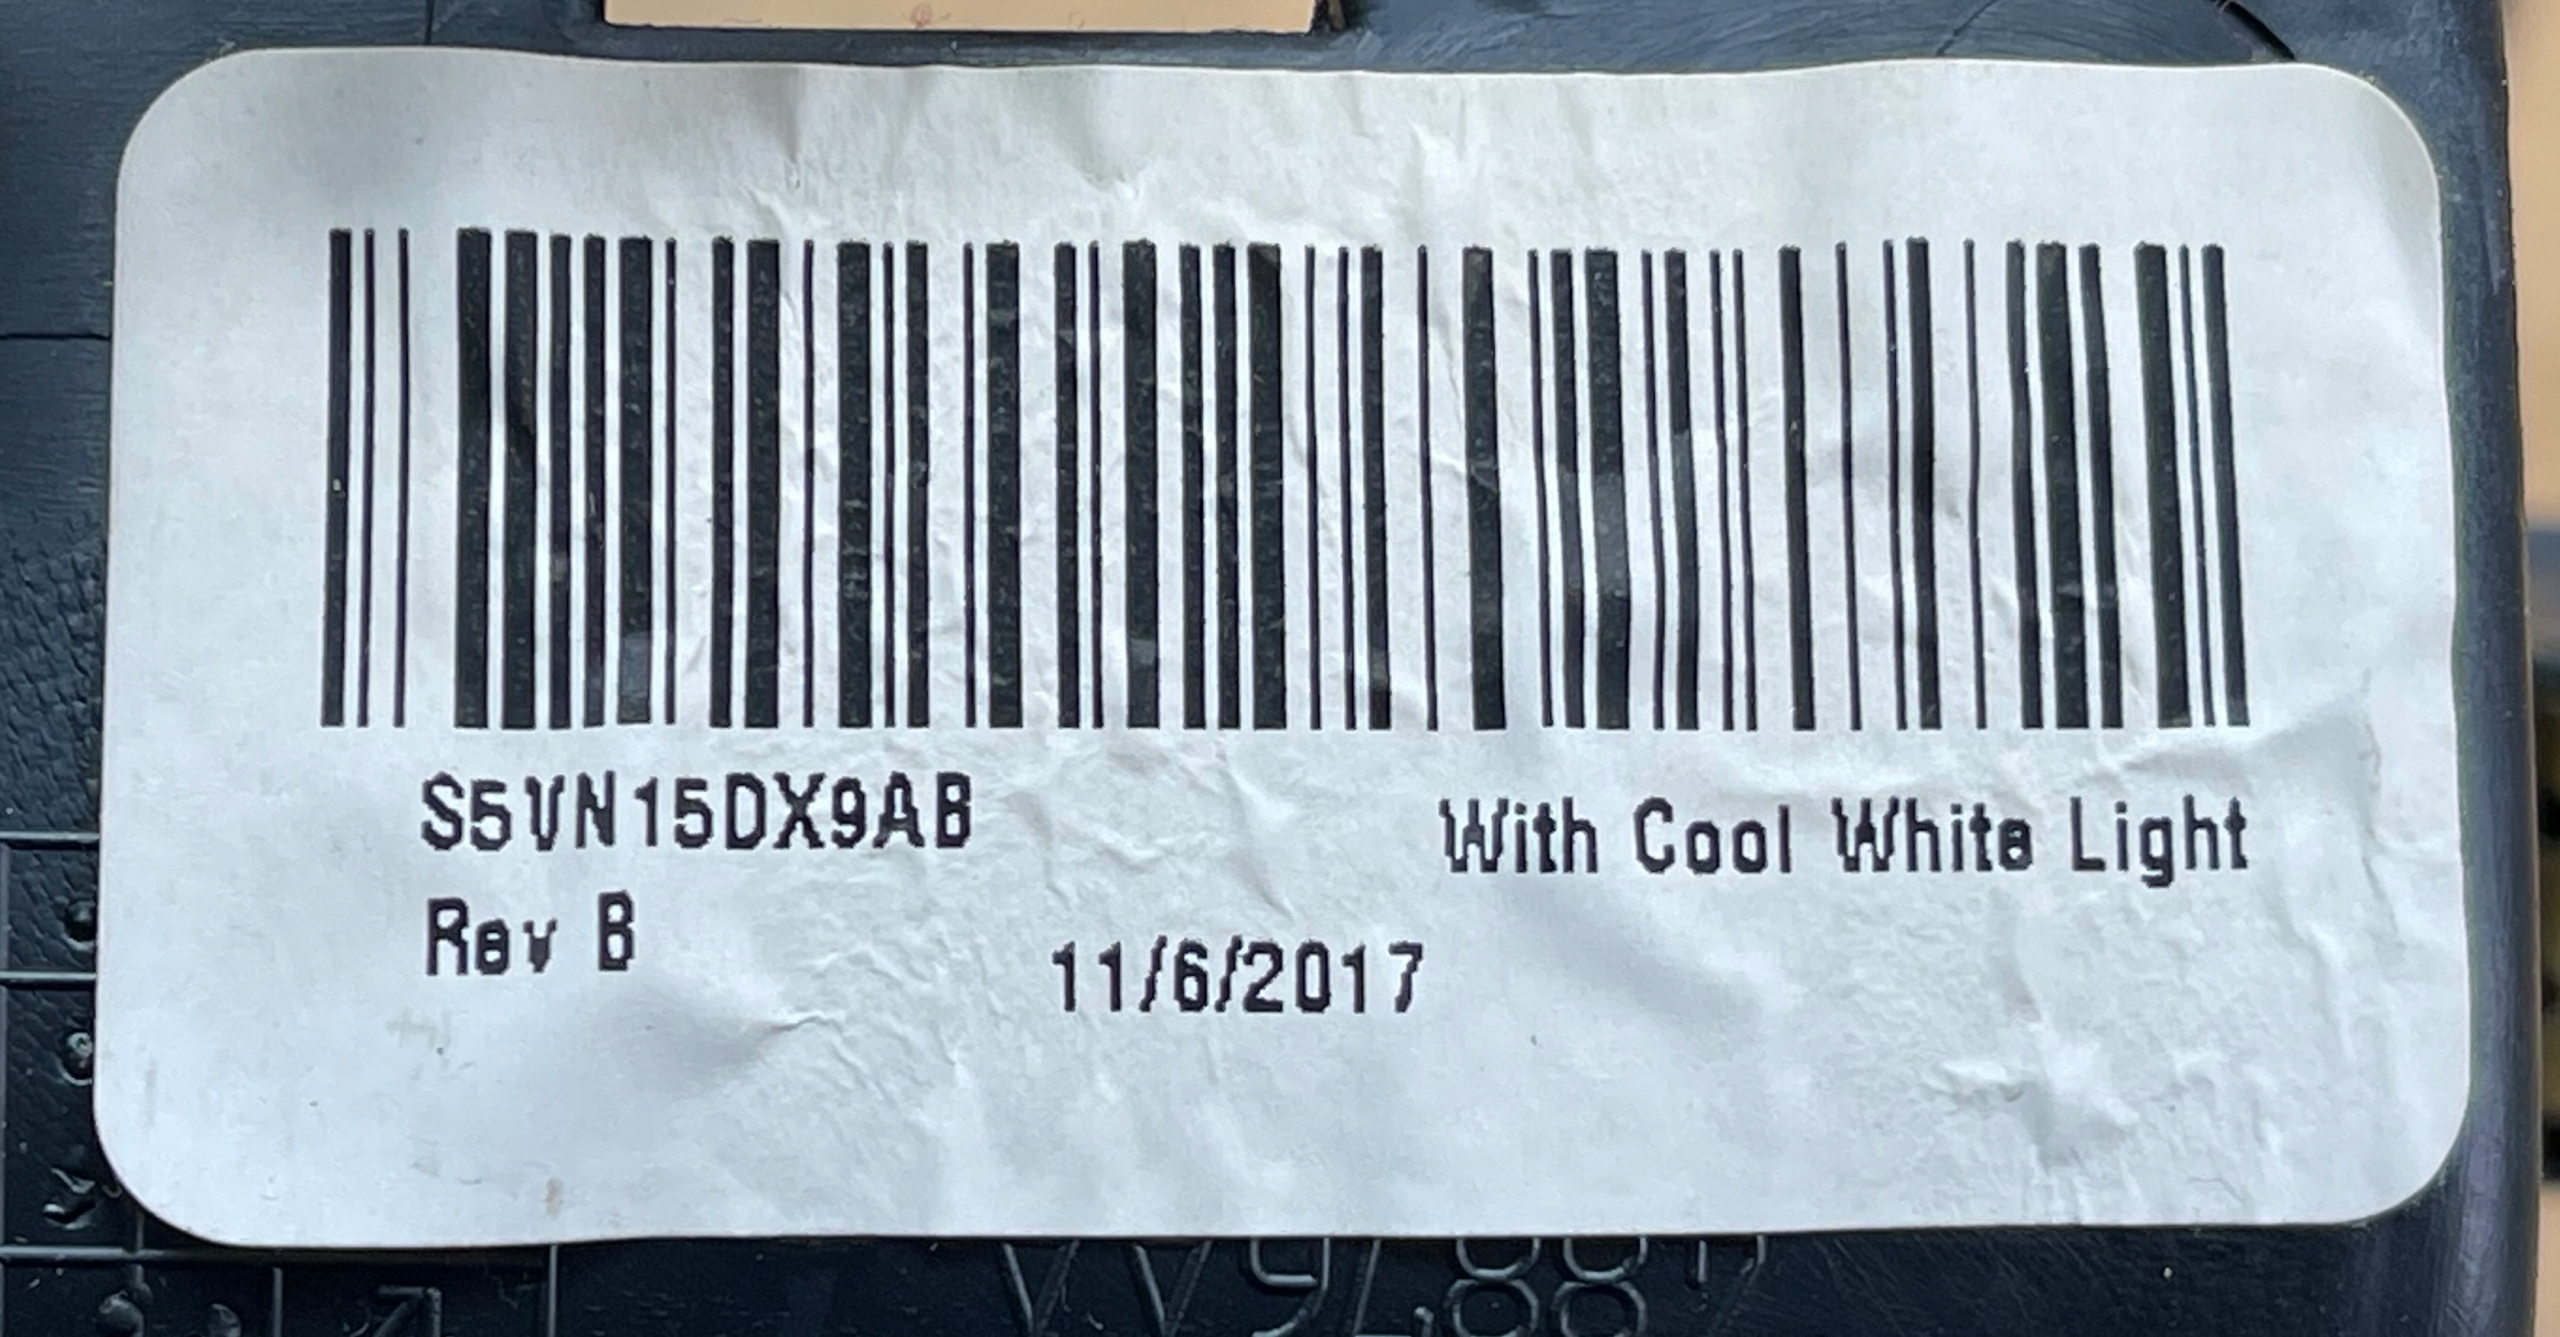 S5VN15DX9AB
With Cool White Light
Rev B
11/6/2017